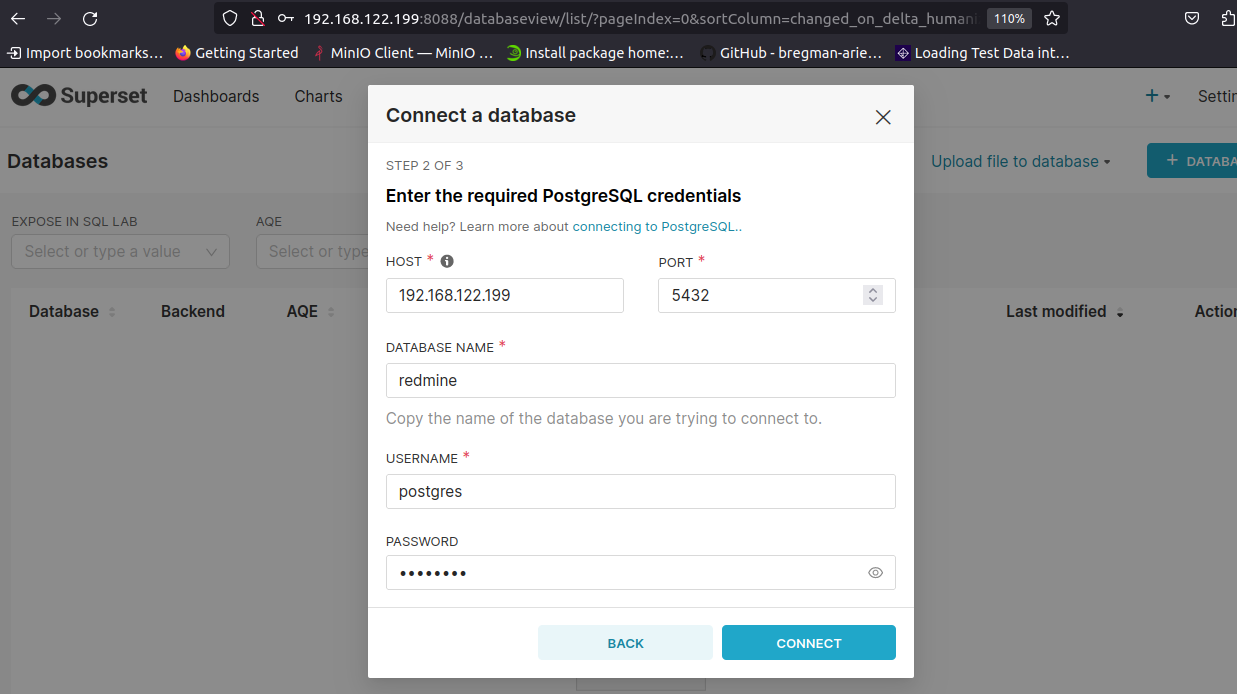 192.168.122.199:8088/databaseview/list/?pageIndex=0&sortColumn=changed_on_delta_humani
110%
Import bookmarks… Getting Started MinIO Client — MinIO … Install package home:… GitHub - bregman-arie… Loading Test Data int…
Superset Dashboards Charts
Connect a database
Databases
Upload file to database
STEP 2 OF 3
Enter the required PostgreSQL credentials
Need help? Learn more about connecting to PostgreSQL..
EXPOSE IN SQL LAB AQE
Select or type a value Select or type
HOST * PORT *
192.168.122.199 5432
Database Backend AQE Last modified
DATABASE NAME *
redmine
Copy the name of the database you are trying to connect to.
USERNAME *
postgres
PASSWORD
••••••••
BACK CONNECT